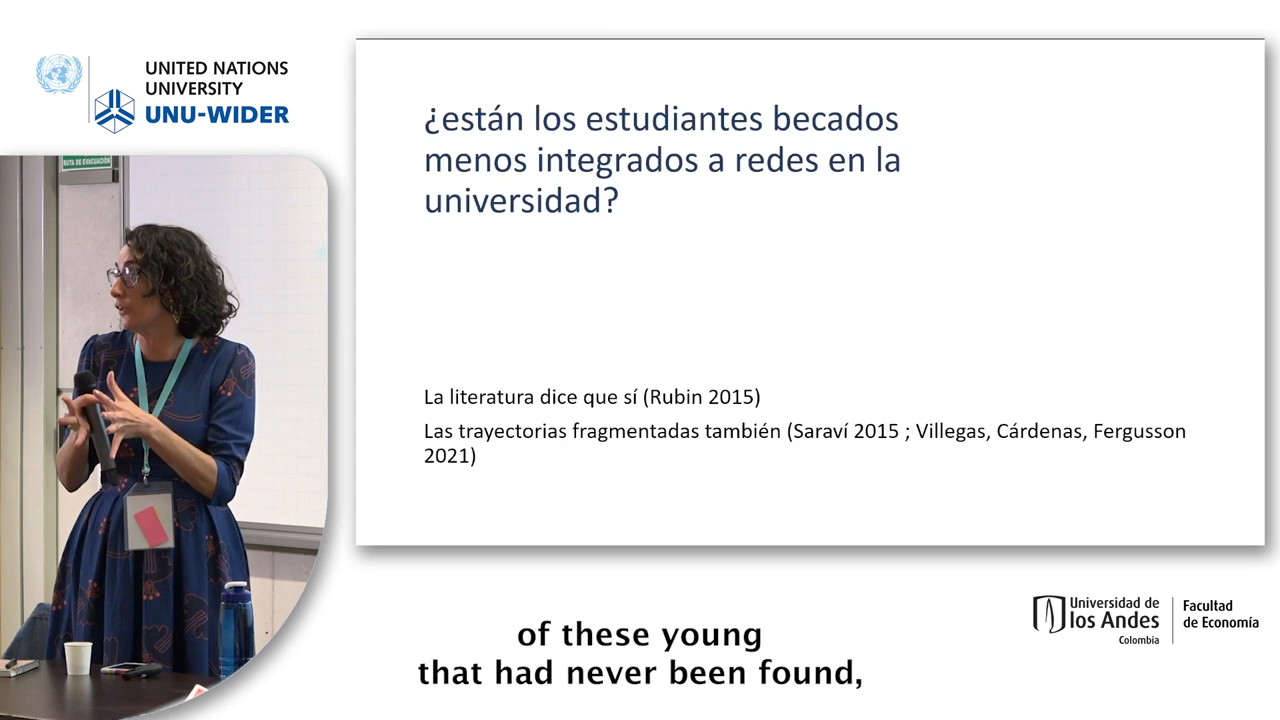 UNITED NATIONS
UNIVERSITY
UNU-WIDER
RUTA DE EVACUACIÓN
¿están los estudiantes becados
menos integrados a redes en la
universidad?
La literatura dice que sí (Rubin 2015)
Las trayectorias fragmentadas también (Saraví 2015 ; Villegas, Cárdenas, Fergusson
2021)
of these young
that had never been found,
Universidad de
los Andes
Colombia
Facultad
de Economía